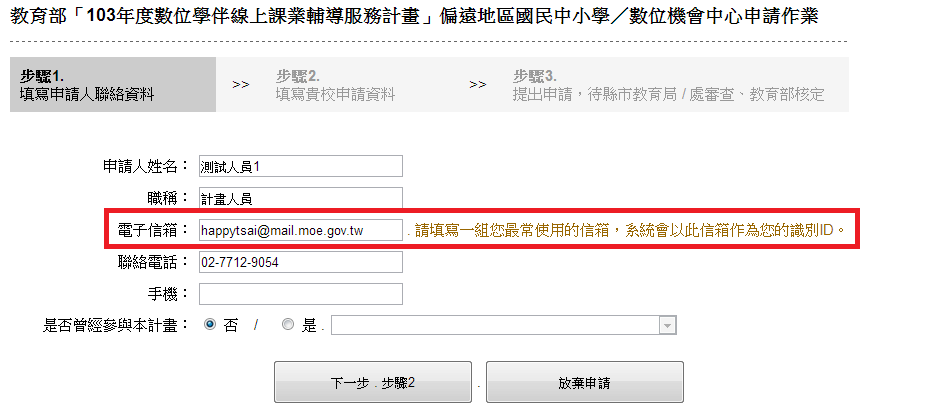 教育部「103年度數位學伴線上課業輔導服務計畫」偏遠地區國民中小學／數位機會中心申請作業
步驟1. >> 步驟2. >> 步驟3.
填寫申請人聯絡資料 填寫貴校申請資料 提出申請，待縣市教育局 / 處審查、教育部核定
申請人姓名： 測試人員1
職稱： 計畫人員
電子信箱： happytsai@mail.moe.gov.tw . 請填寫一組您最常使用的信箱，系統會以此信箱作為您的識別ID。
聯絡電話： 02-7712-9054
手機：
是否曾經參與本計畫： 否 / 是 .
下一步 . 步驟2 . 放棄申請